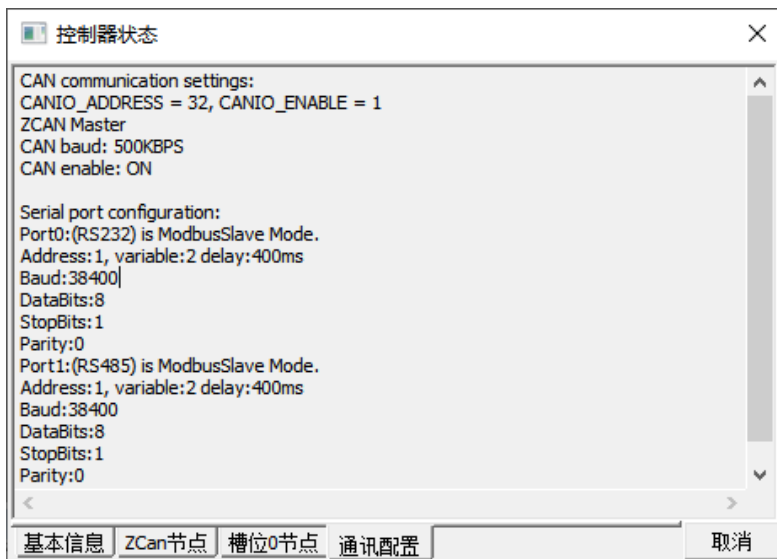 控制器状态
CAN communication settings:
CANIO_ADDRESS = 32, CANIO_ENABLE = 1
ZCAN Master
CAN baud: 500KBPS
CAN enable: ON
Serial port configuration:
Port0:(RS232) is ModbusSlave Mode.
Address:1, variable:2 delay:400ms
Baud:38400
DataBits:8
StopBits:1
Parity:0
Port1:(RS485) is ModbusSlave Mode.
Address:1, variable:2 delay:400ms
Baud:38400
DataBits:8
StopBits:1
Parity:0
基本信息 ZCan节点 槽位0节点 通讯配置 取消